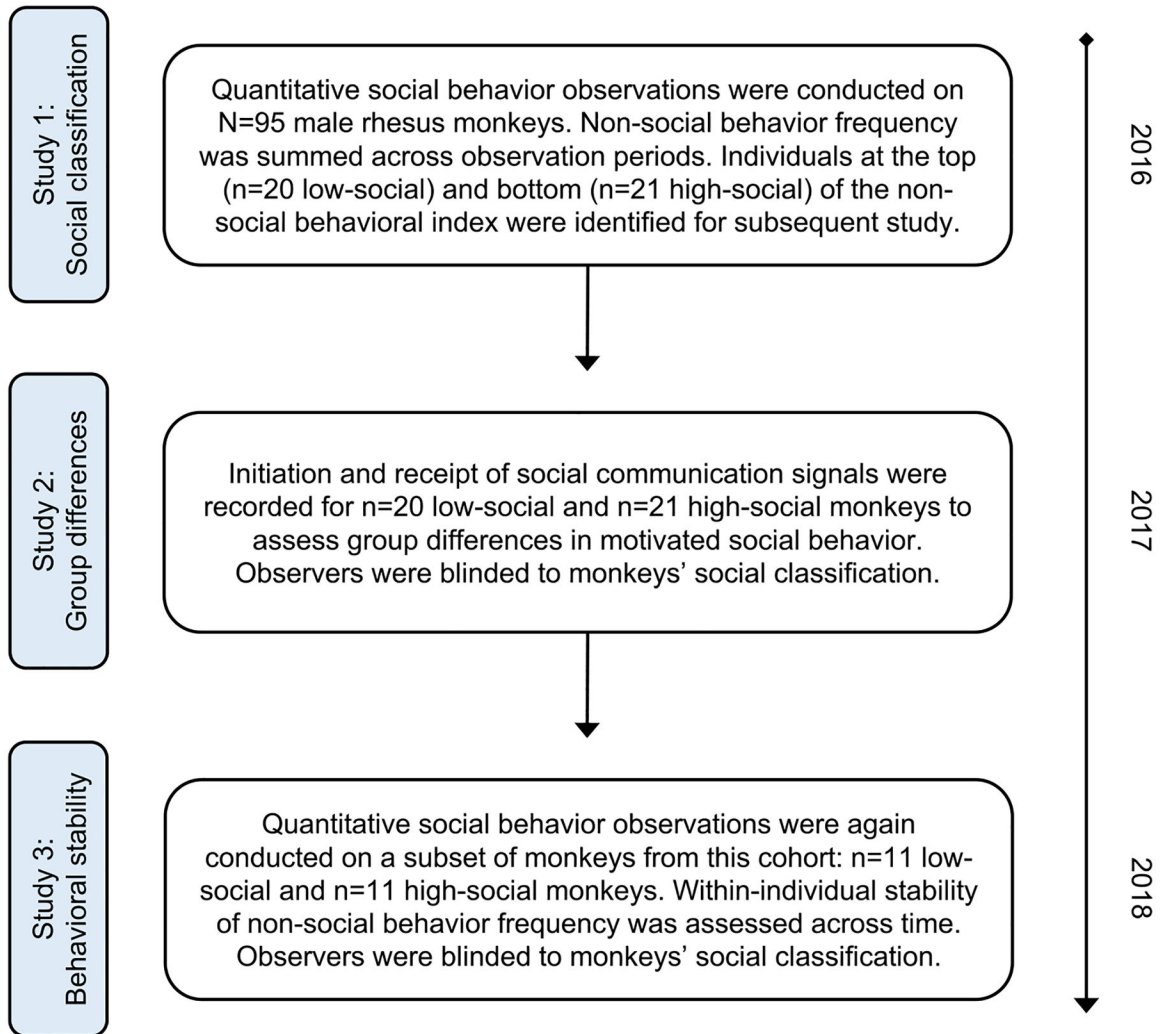 Study 1:
Social classification
Quantitative social behavior observations were conducted on
N=95 male rhesus monkeys. Non-social behavior frequency
was summed across observation periods. Individuals at the top
(n=20 low-social) and bottom (n=21 high-social) of the non-
social behavioral index were identified for subsequent study.
2016
Study 2:
Group differences
Initiation and receipt of social communication signals were
recorded for n=20 low-social and n=21 high-social monkeys to
assess group differences in motivated social behavior.
Observers were blinded to monkeys’ social classification.
2017
Study 3:
Behavioral stability
Quantitative social behavior observations were again
conducted on a subset of monkeys from this cohort: n=11 low-
social and n=11 high-social monkeys. Within-individual stability
of non-social behavior frequency was assessed across time.
Observers were blinded to monkeys’ social classification.
2018